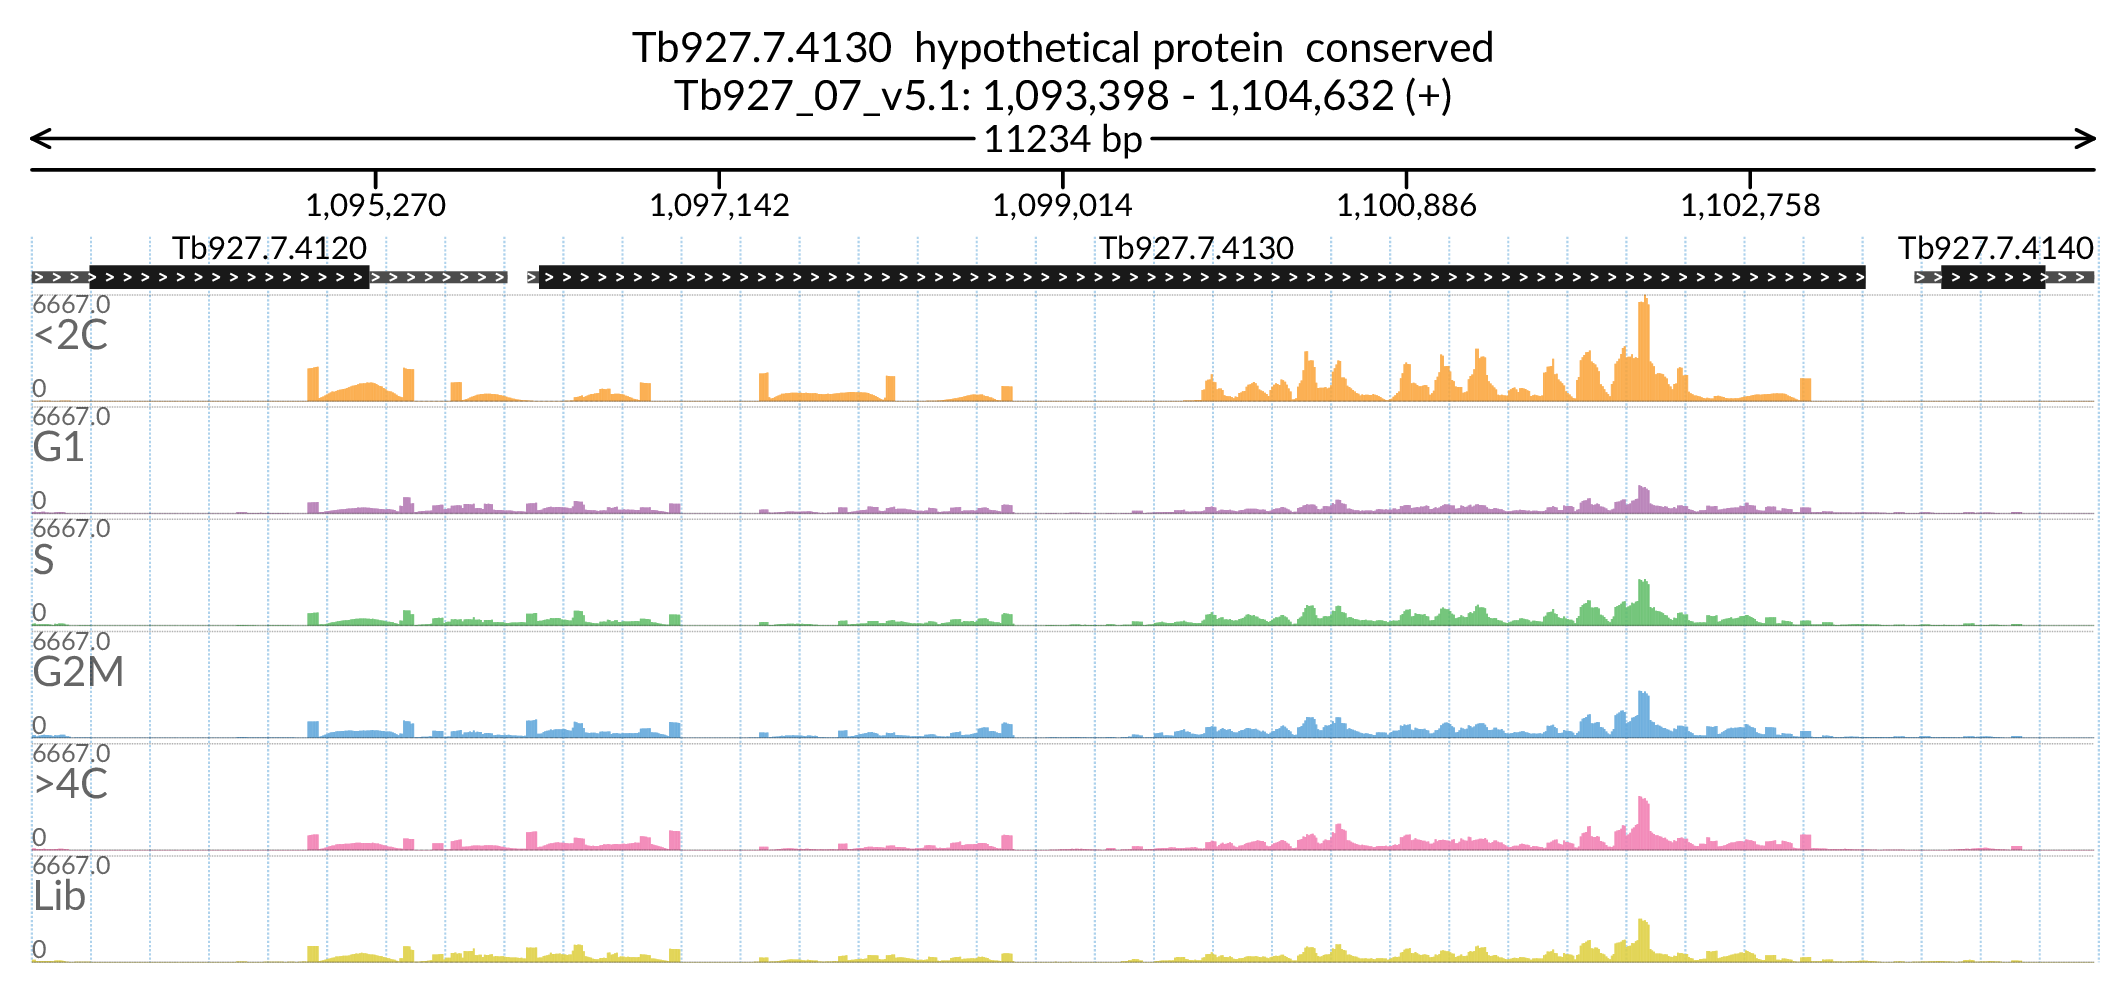 Tb927.7.4130  hypothetical protein  conserved
Tb927_07_v5.1: 1,093,398 - 1,104,632 (+)
11234 bp
1,095,270 1,097,142 1,099,014 1,100,886 1,102,758
Tb927.7.4120 Tb927.7.4130 Tb927.7.4140
6667.0
<2C
0
6667.0
G1
0
6667.0
S
0
6667.0
G2M
0
6667.0
>4C
0
6667.0
Lib
0